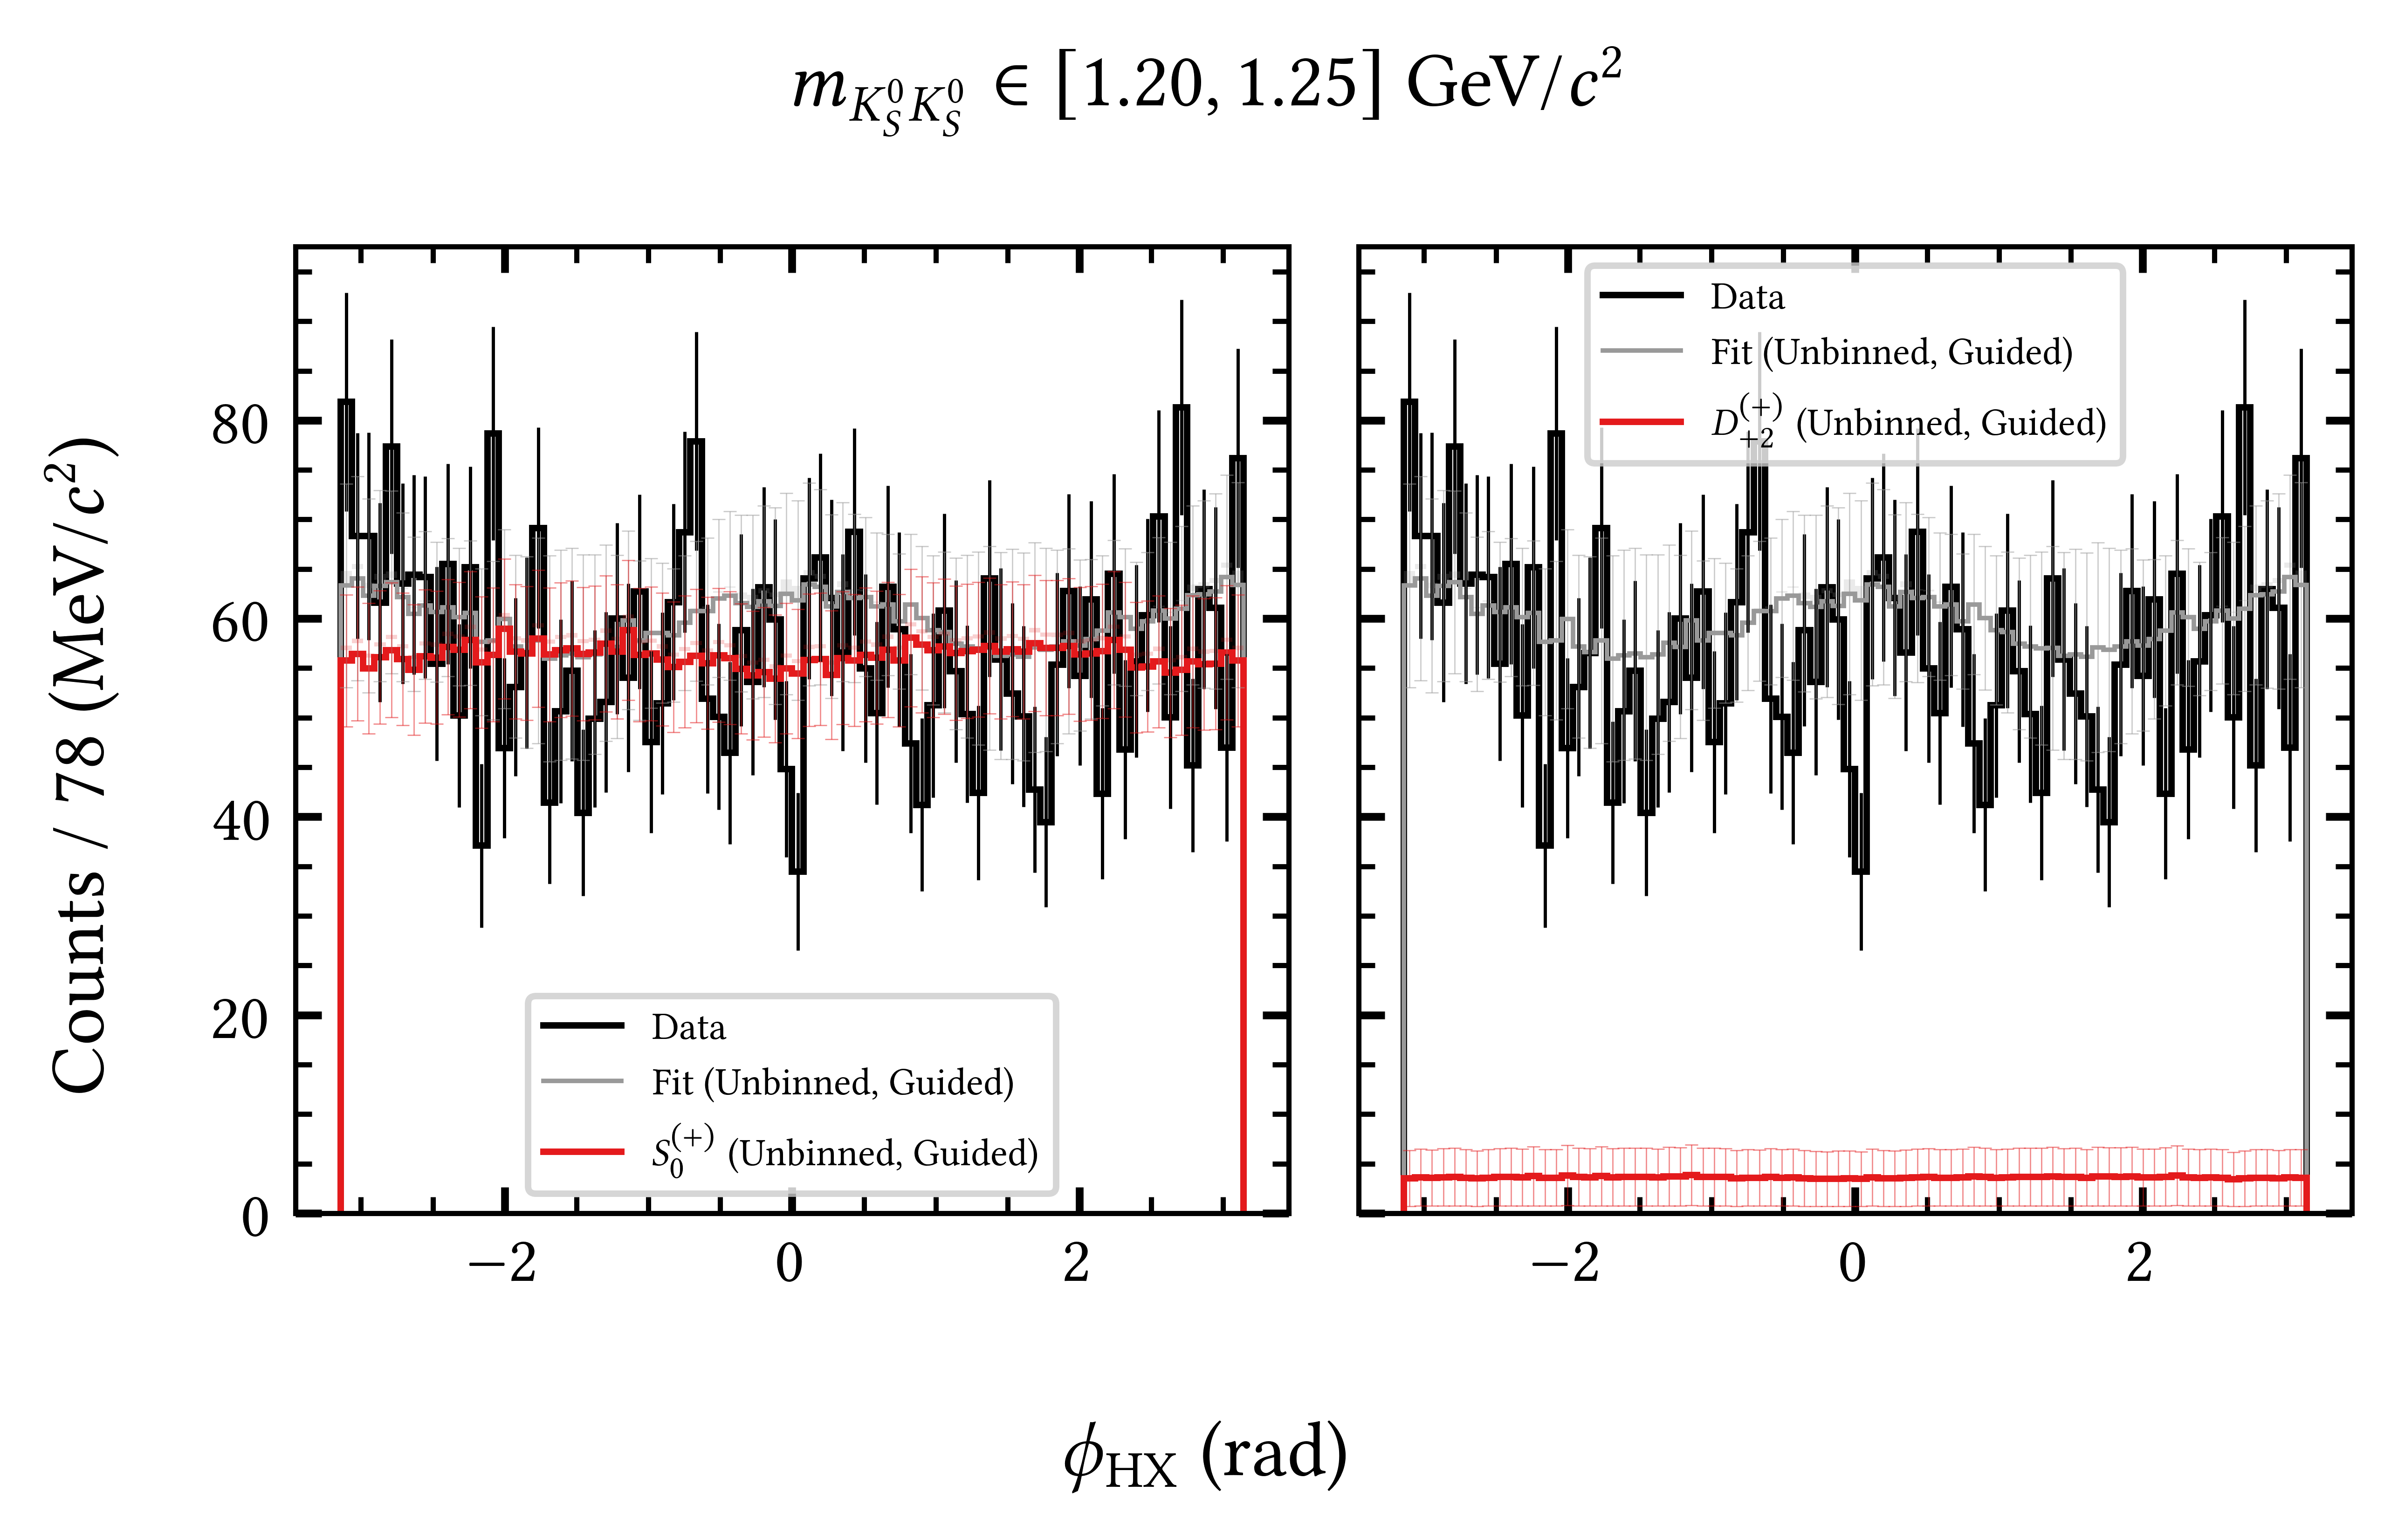 m_{K_S^0 K_S^0} ∈ [1.20, 1.25] GeV/c²
Counts / 78 (MeV/c²)
80
60
40
20
0
Data
Fit (Unbinned, Guided)
S_0^{(+)} (Unbinned, Guided)
−2 0 2
Data
Fit (Unbinned, Guided)
D_{+2}^{(+)} (Unbinned, Guided)
−2 0 2
ϕ_{HX} (rad)